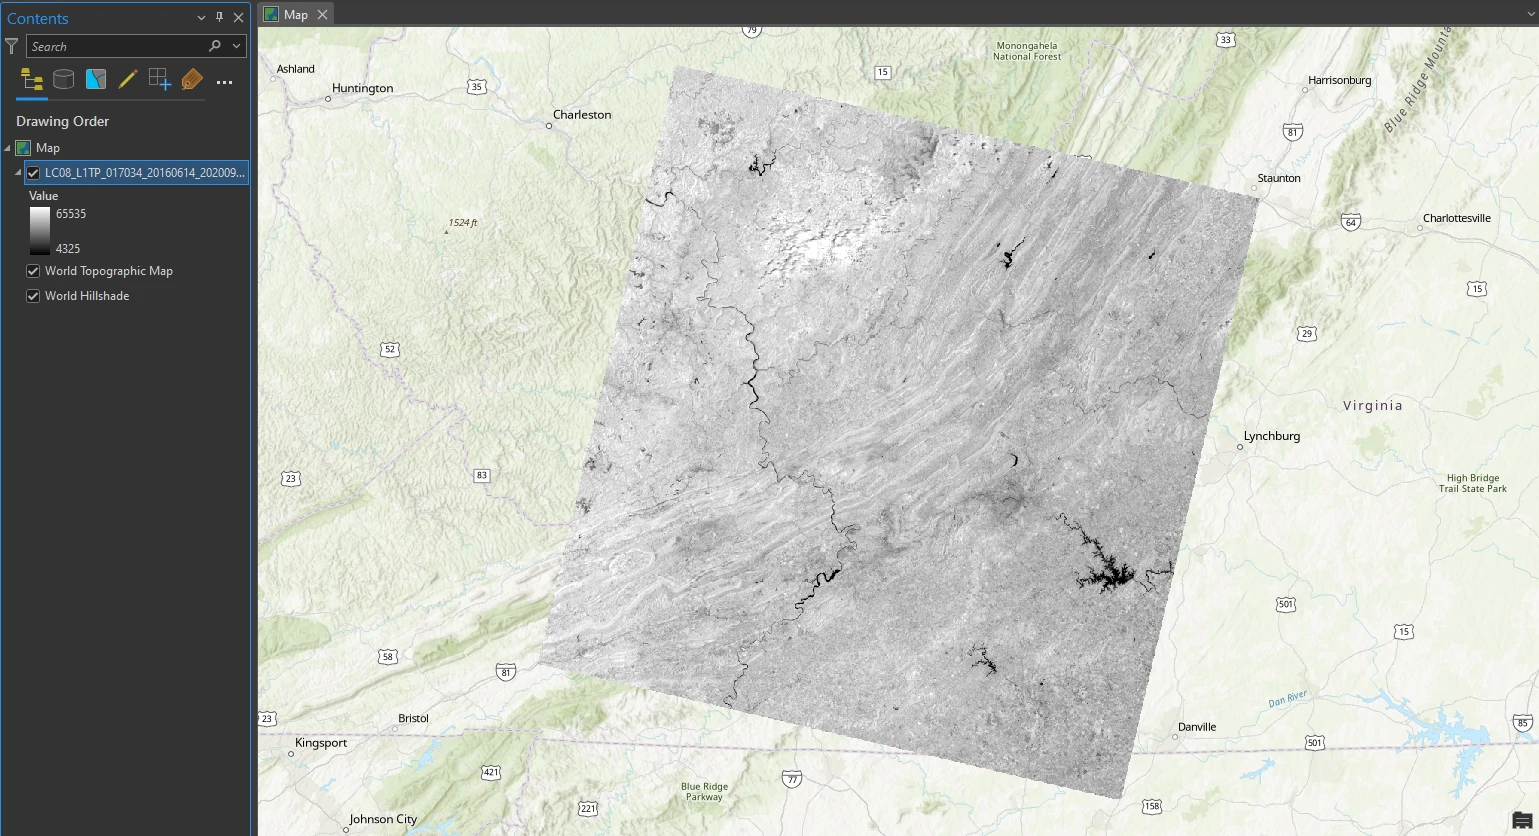 Contents
Map
Search
Drawing Order
Map
LC08_L1TP_017034_20160614_202009...
Value
65535
4325
World Topographic Map
World Hillshade
79
33
Monongahela
National Forest
15
Ashland
Huntington
35
Harrisonburg
Blue Ridge Mounta
Charleston
81
Staunton
1524 ft
64
Charlottesville
15
29
52
Virginia
Lynchburg
83
23
High Bridge
Trail State Park
501
15
58
81
Dan River
23
Bristol
Danville
85
Kingsport
501
421
77
Blue Ridge
Parkway
221
158
Johnson City